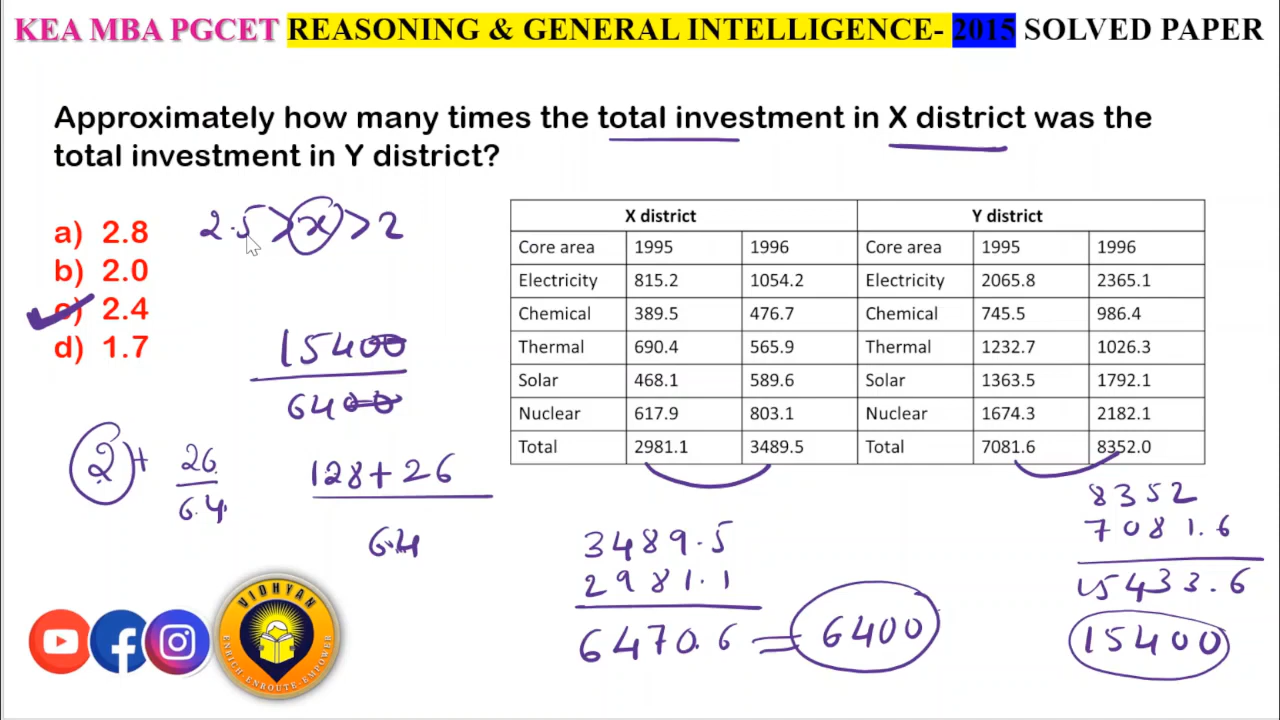 KEA MBA PGCET REASONING & GENERAL INTELLIGENCE- 2015 SOLVED PAPER
Approximately how many times the total investment in X district was the
total investment in Y district?
a) 2.8
b) 2.0
c) 2.4
d) 1.7
2.5 > x > 2
15400
6400
2 + 26
6.4
128 + 26
64
X district Y district
Core area 1995 1996 Core area 1995 1996
Electricity 815.2 1054.2 Electricity 2065.8 2365.1
Chemical 389.5 476.7 Chemical 745.5 986.4
Thermal 690.4 565.9 Thermal 1232.7 1026.3
Solar 468.1 589.6 Solar 1363.5 1792.1
Nuclear 617.9 803.1 Nuclear 1674.3 2182.1
Total 2981.1 3489.5 Total 7081.6 8352.0
3489.5
2981.1
6470.6 = 6400
8352
7081.6
15433.6
15400
VIDHYAN
ENRICH-ENROUTE-EMPOWER